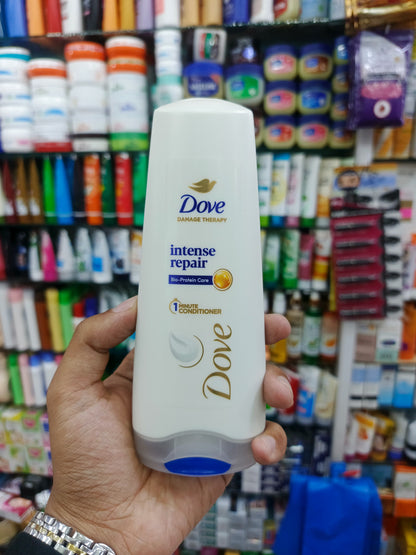 Dove
DAMAGE THERAPY
intense
repair
Bio-Protein Care
1 MINUTE
CONDITIONER
Dove